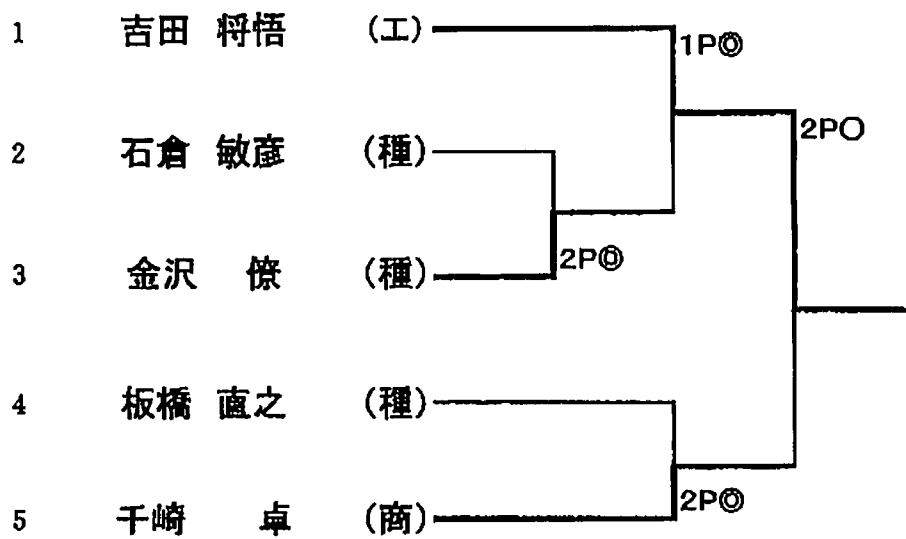 1 吉田 将悟 (工)
1P◎
2PO
2 石倉 敏彦 (種)
2P◎
3 金沢 僚 (種)
4 板橋 直之 (種)
2P◎
5 千崎 卓 (商)